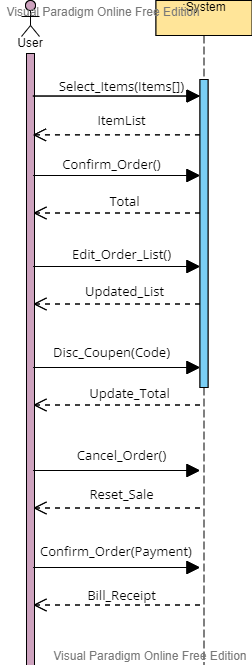 Visual Paradigm Online Free Edition
System
User
Select_Items(Items[])
ItemList
Confirm_Order()
Total
Edit_Order_List()
Updated_List
Disc_Coupen(Code)
Update_Total
Cancel_Order()
Reset_Sale
Confirm_Order(Payment)
Bill_Receipt
Visual Paradigm Online Free Edition